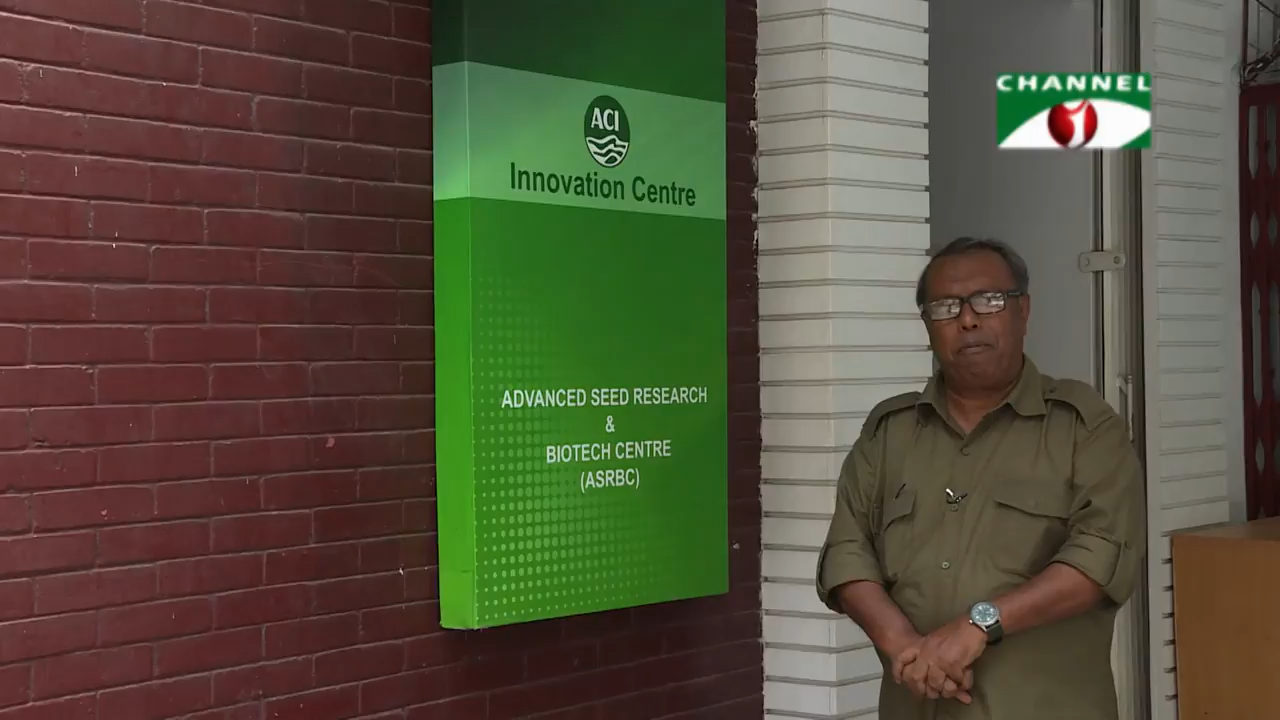 ACI
Innovation Centre
ADVANCED SEED RESEARCH
&
BIOTECH CENTRE
(ASRBC)
CHANNEL